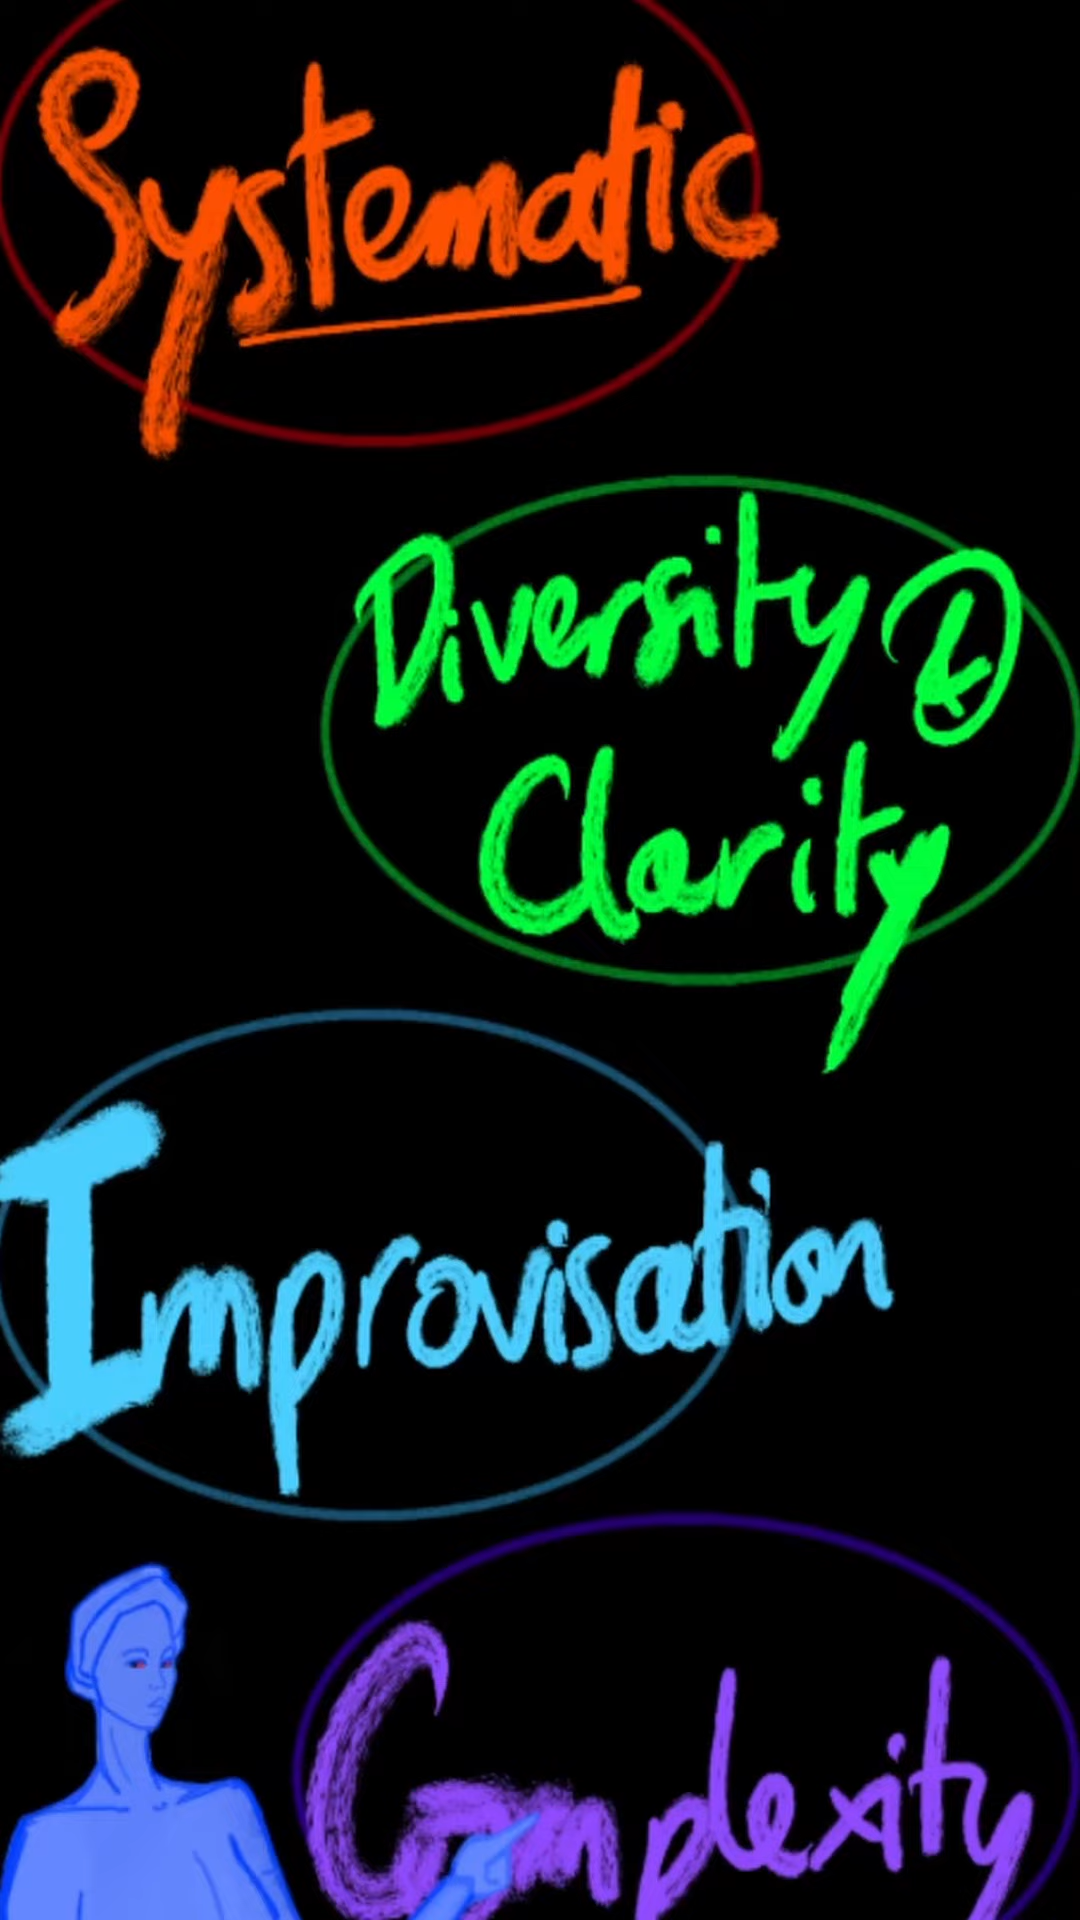 Systematic
Diversity &
Clarity
Improvisation
Complexity